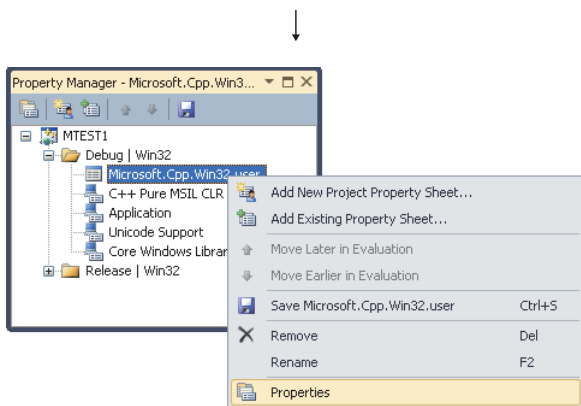 Property Manager - Microsoft.Cpp.Win3...
MTEST1
Debug | Win32
Microsoft.Cpp.Win32.user
C++ Pure MSIL CLR
Application
Unicode Support
Core Windows Librar
Release | Win32
Add New Project Property Sheet...
Add Existing Property Sheet...
Move Later in Evaluation
Move Earlier in Evaluation
Save Microsoft.Cpp.Win32.user Ctrl+S
Remove Del
Rename F2
Properties